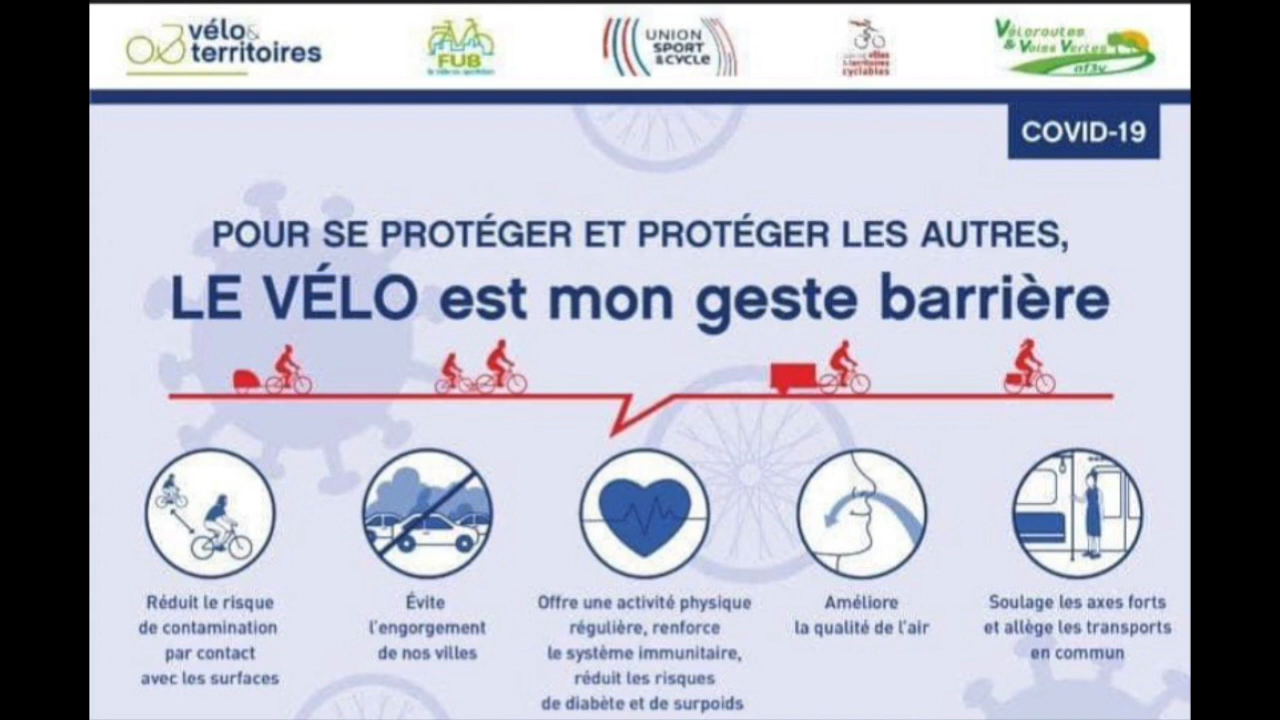 vélo&
territoires
FUB
UNION
SPORT
&CYCLE
cyclables
Véloroutes
& Voies Vertes
af3v
COVID-19
POUR SE PROTÉGER ET PROTÉGER LES AUTRES,
LE VÉLO est mon geste barrière
Réduit le risque
de contamination
par contact
avec les surfaces
Évite
l'engorgement
de nos villes
Offre une activité physique
régulière, renforce
le système immunitaire,
réduit les risques
de diabète et de surpoids
Améliore
la qualité de l'air
Soulage les axes forts
et allège les transports
en commun